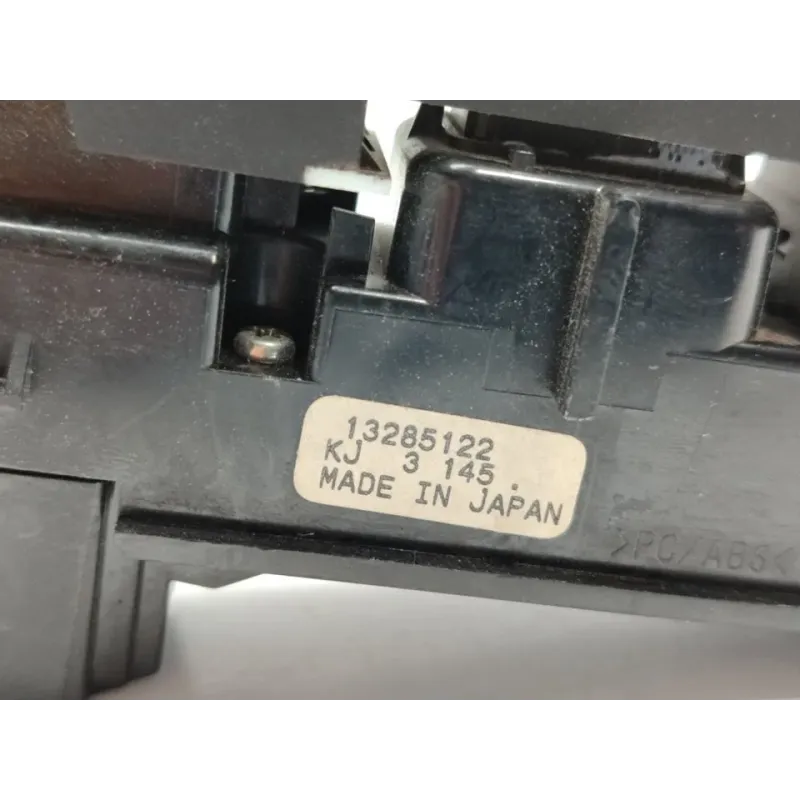 13285122
KJ 3 145 .
MADE IN JAPAN
>PC/ABS<